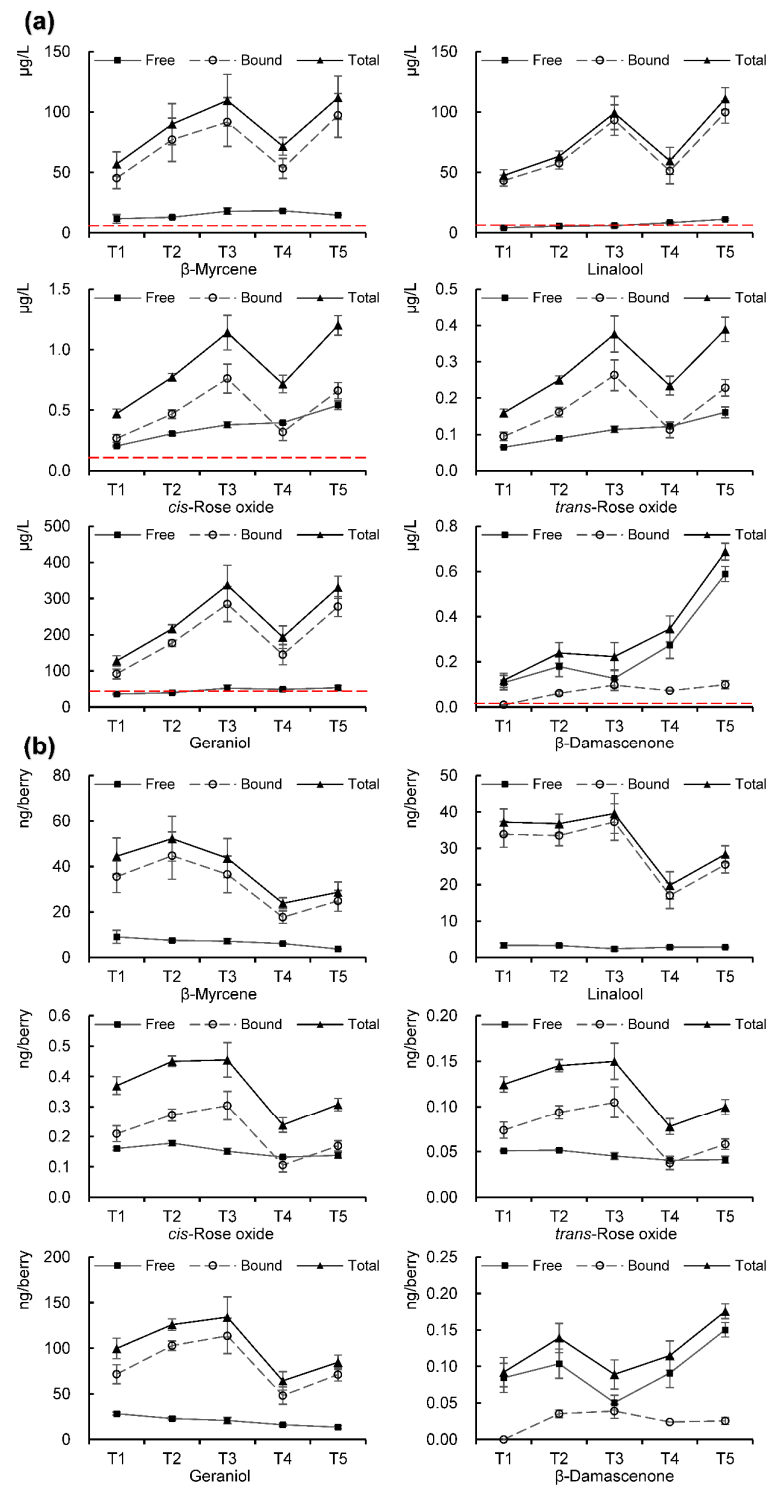 (a)
µg/L
µg/L
Free Bound Total
Free Bound Total
150
100
50
0
150
100
50
0
T1 T2 T3 T4 T5
T1 T2 T3 T4 T5
β-Myrcene
Linalool
µg/L
µg/L
Free Bound Total
Free Bound Total
1.5
1.0
0.5
0.0
0.5
0.4
0.3
0.2
0.1
0.0
T1 T2 T3 T4 T5
T1 T2 T3 T4 T5
cis-Rose oxide
trans-Rose oxide
µg/L
µg/L
Free Bound Total
Free Bound Total
500
400
300
200
100
0
0.8
0.6
0.4
0.2
0.0
T1 T2 T3 T4 T5
T1 T2 T3 T4 T5
Geraniol
β-Damascenone
(b)
ng/berry
ng/berry
Free Bound Total
Free Bound Total
80
60
40
20
0
50
40
30
20
10
0
T1 T2 T3 T4 T5
T1 T2 T3 T4 T5
β-Myrcene
Linalool
ng/berry
ng/berry
Free Bound Total
Free Bound Total
0.6
0.5
0.4
0.3
0.2
0.1
0.0
0.20
0.15
0.10
0.05
0.00
T1 T2 T3 T4 T5
T1 T2 T3 T4 T5
cis-Rose oxide
trans-Rose oxide
ng/berry
ng/berry
Free Bound Total
Free Bound Total
200
150
100
50
0
0.25
0.20
0.15
0.10
0.05
0.00
T1 T2 T3 T4 T5
T1 T2 T3 T4 T5
Geraniol
β-Damascenone